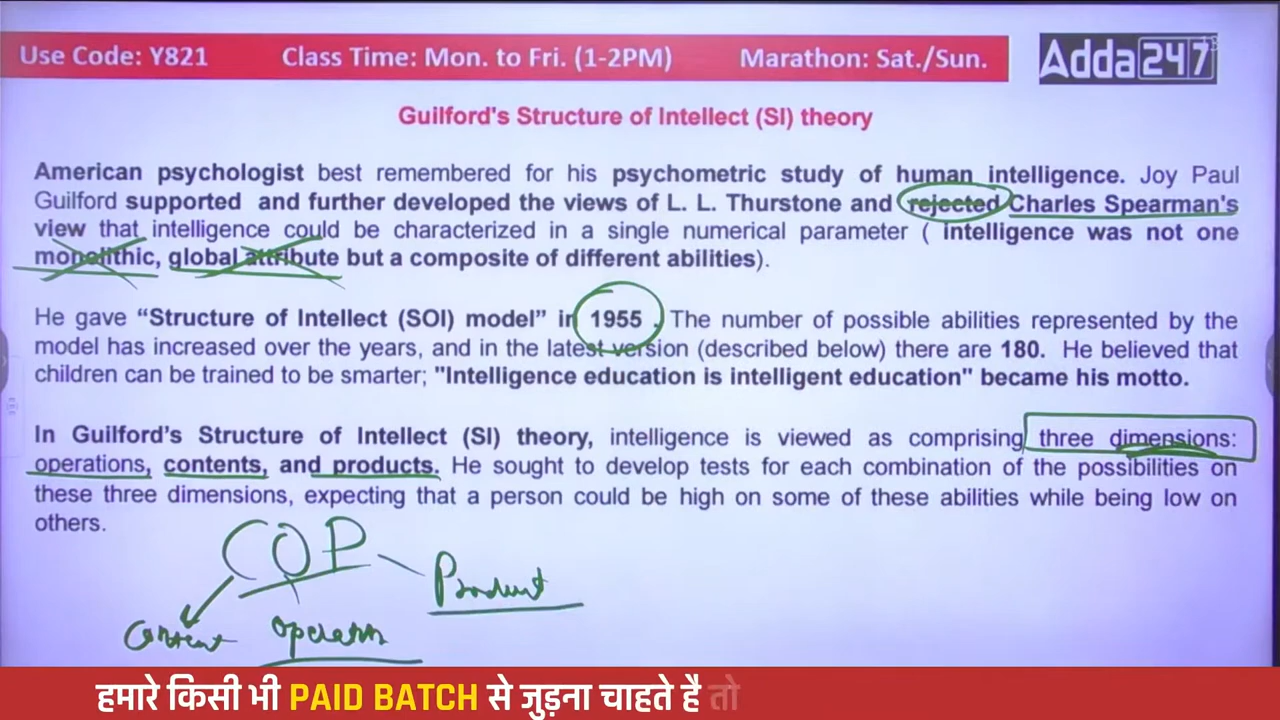 Use Code: Y821 Class Time: Mon. to Fri. (1-2PM) Marathon: Sat./Sun. Adda247
Guilford's Structure of Intellect (SI) theory
American psychologist best remembered for his psychometric study of human intelligence. Joy Paul
Guilford supported and further developed the views of L. L. Thurstone and rejected Charles Spearman's
view that intelligence could be characterized in a single numerical parameter ( intelligence was not one
monolithic, global attribute but a composite of different abilities).
He gave “Structure of Intellect (SOI) model” in 1955 . The number of possible abilities represented by the
model has increased over the years, and in the latest version (described below) there are 180. He believed that
children can be trained to be smarter; "Intelligence education is intelligent education" became his motto.
In Guilford's Structure of Intellect (SI) theory, intelligence is viewed as comprising three dimensions:
operations, contents, and products. He sought to develop tests for each combination of the possibilities on
these three dimensions, expecting that a person could be high on some of these abilities while being low on
others.
COP
Product
Content
हमारे किसी भी PAID BATCH से जुड़ना चाहते है तो